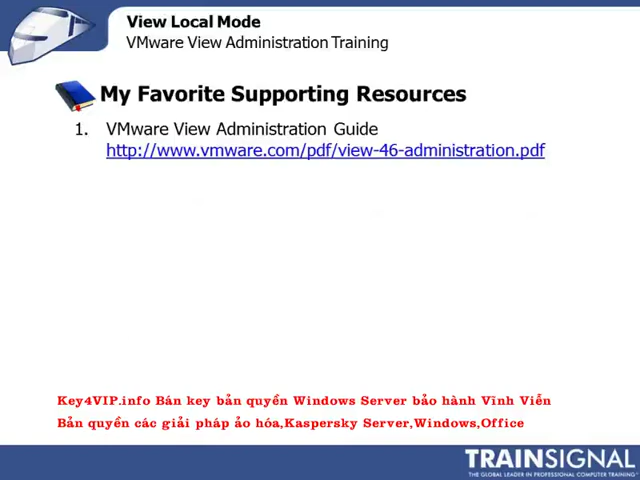 View Local Mode
VMware View Administration Training
My Favorite Supporting Resources
1. VMware View Administration Guide
http://www.vmware.com/pdf/view-46-administration.pdf
Key4VIP.info Bán key bản quyền Windows Server bảo hành Vĩnh Viễn
Bản quyền các giải pháp ảo hóa,Kaspersky Server,Windows,Office
TRAINSIGNAL
THE GLOBAL LEADER IN PROFESSIONAL COMPUTER TRAINING